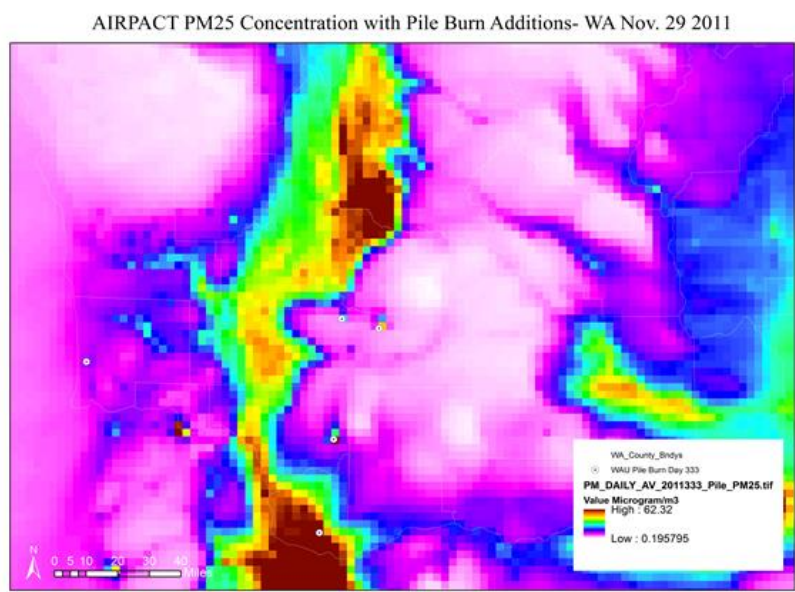 AIRPACT PM25 Concentration with Pile Burn Additions- WA Nov. 29 2011
WA_County_Bndys
WAU Pile Burn Day 333
PM_DAILY_AV_2011333_Pile_PM25.tif
Value Microgram/m3
High : 62.32
Low : 0.195795
N
0 5 10 20 30 40
Miles